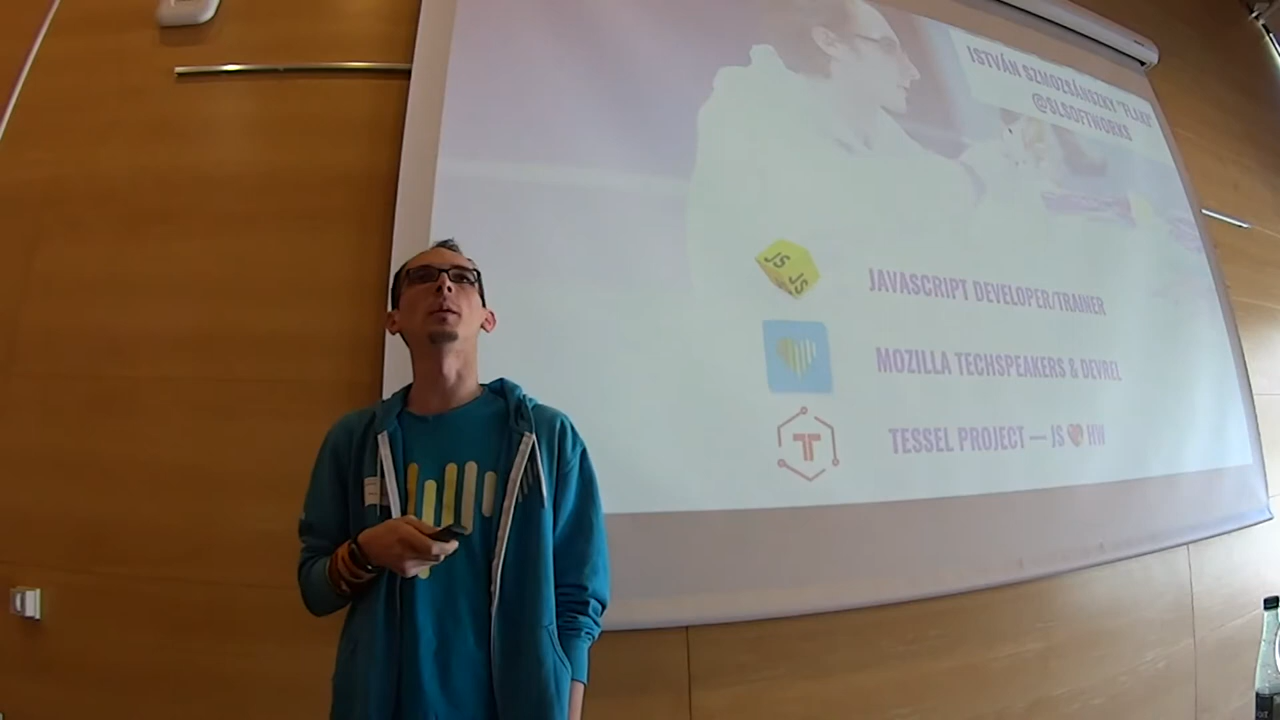 ISTVÁN SZMOZSÁNSZKY "FLAKI"
@SLSOFTWORKS
JS JS
JAVASCRIPT DEVELOPER/TRAINER
MOZILLA TECHSPEAKERS & DEVREL
TESSEL PROJECT — JS ❤ HW